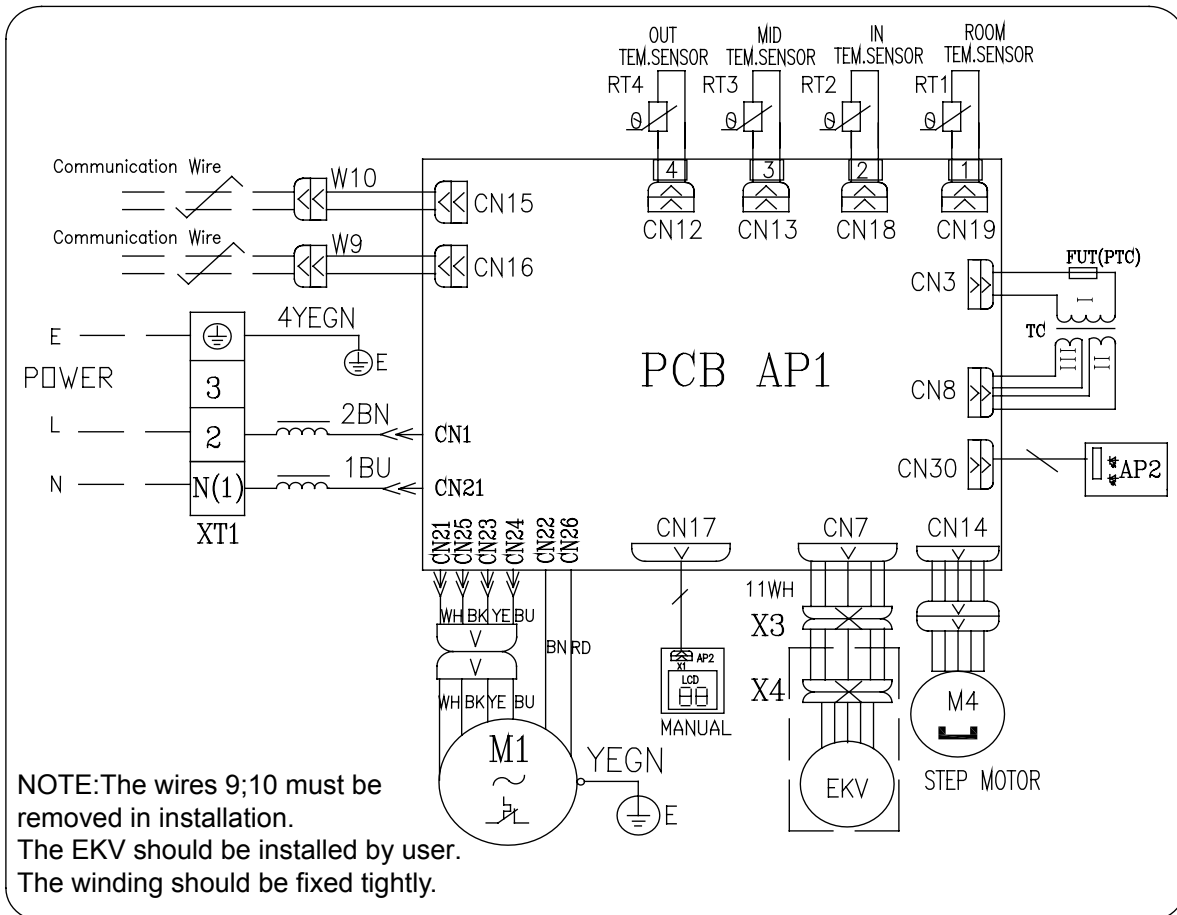 OUT
TEM.SENSOR
MID
TEM.SENSOR
IN
TEM.SENSOR
ROOM
TEM.SENSOR
RT4
RT3
RT2
RT1
θ
θ
θ
θ
4
3
2
1
CN12
CN13
CN18
CN19
Communication Wire
W10
CN15
Communication Wire
W9
CN16
CN3
FUT(PTC)
I
TC
III
II
CN8
PCB AP1
CN30
AP2
E
4YEGN
E
POWER
3
L
2
2BN
CN1
N
N(1)
1BU
CN21
XT1
CN21
CN25
CN23
CN24
CN22
CN26
CN17
CN7
CN14
WH
BK
YE
BU
BN
RD
11WH
X3
X1
AP2
LCD
88
MANUAL
X4
WH
BK
YE
BU
M1
~
YEGN
E
EKV
M4
STEP MOTOR
NOTE:The wires 9;10 must be
removed in installation.
The EKV should be installed by user.
The winding should be fixed tightly.